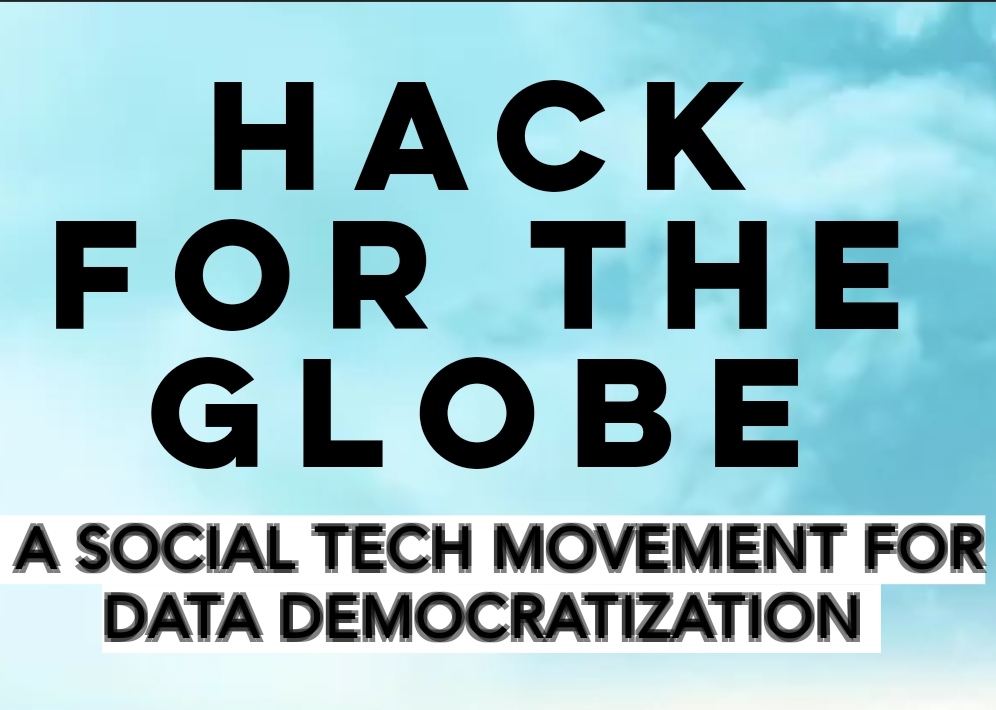 HACK
FOR THE
GLOBE
A SOCIAL TECH MOVEMENT FOR
DATA DEMOCRATIZATION